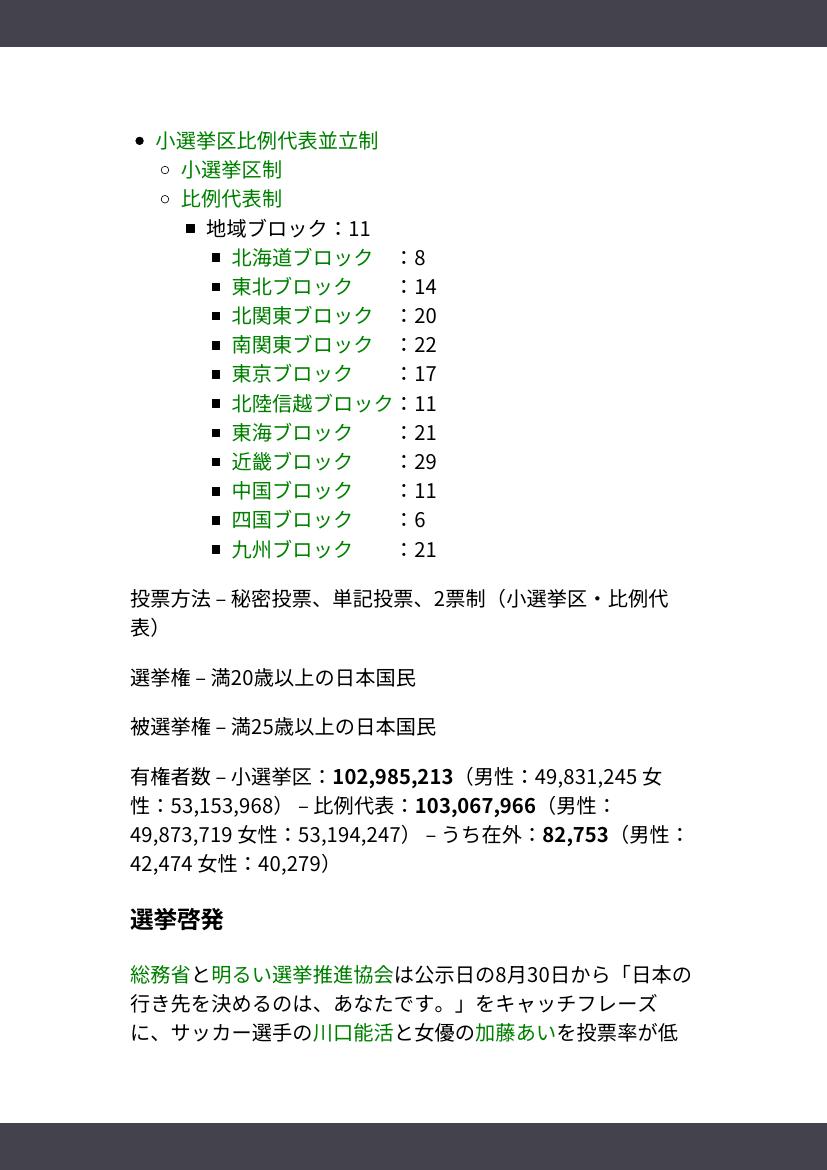 小選挙区比例代表並立制
小選挙区制
比例代表制
地域ブロック：11
北海道ブロック　：8
東北ブロック　　：14
北関東ブロック　：20
南関東ブロック　：22
東京ブロック　　：17
北陸信越ブロック：11
東海ブロック　　：21
近畿ブロック　　：29
中国ブロック　　：11
四国ブロック　　：6
九州ブロック　　：21
投票方法 – 秘密投票、単記投票、2票制（小選挙区・比例代
表）
選挙権 – 満20歳以上の日本国民
被選挙権 – 満25歳以上の日本国民
有権者数 – 小選挙区：102,985,213（男性：49,831,245 女
性：53,153,968） – 比例代表：103,067,966（男性：
49,873,719 女性：53,194,247） – うち在外：82,753（男性：
42,474 女性：40,279）
選挙啓発
総務省と明るい選挙推進協会は公示日の8月30日から「日本の
行き先を決めるのは、あなたです。」をキャッチフレーズ
に、サッカー選手の川口能活と女優の加藤あいを投票率が低